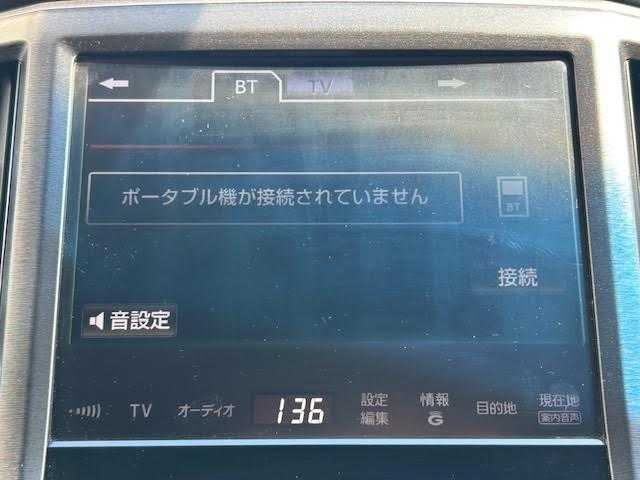 BT TV
ポータブル機が接続されていません
BT
接続
音設定
TV オーディオ 136 設定 編集 情報 G 目的地 現在地 案内音声